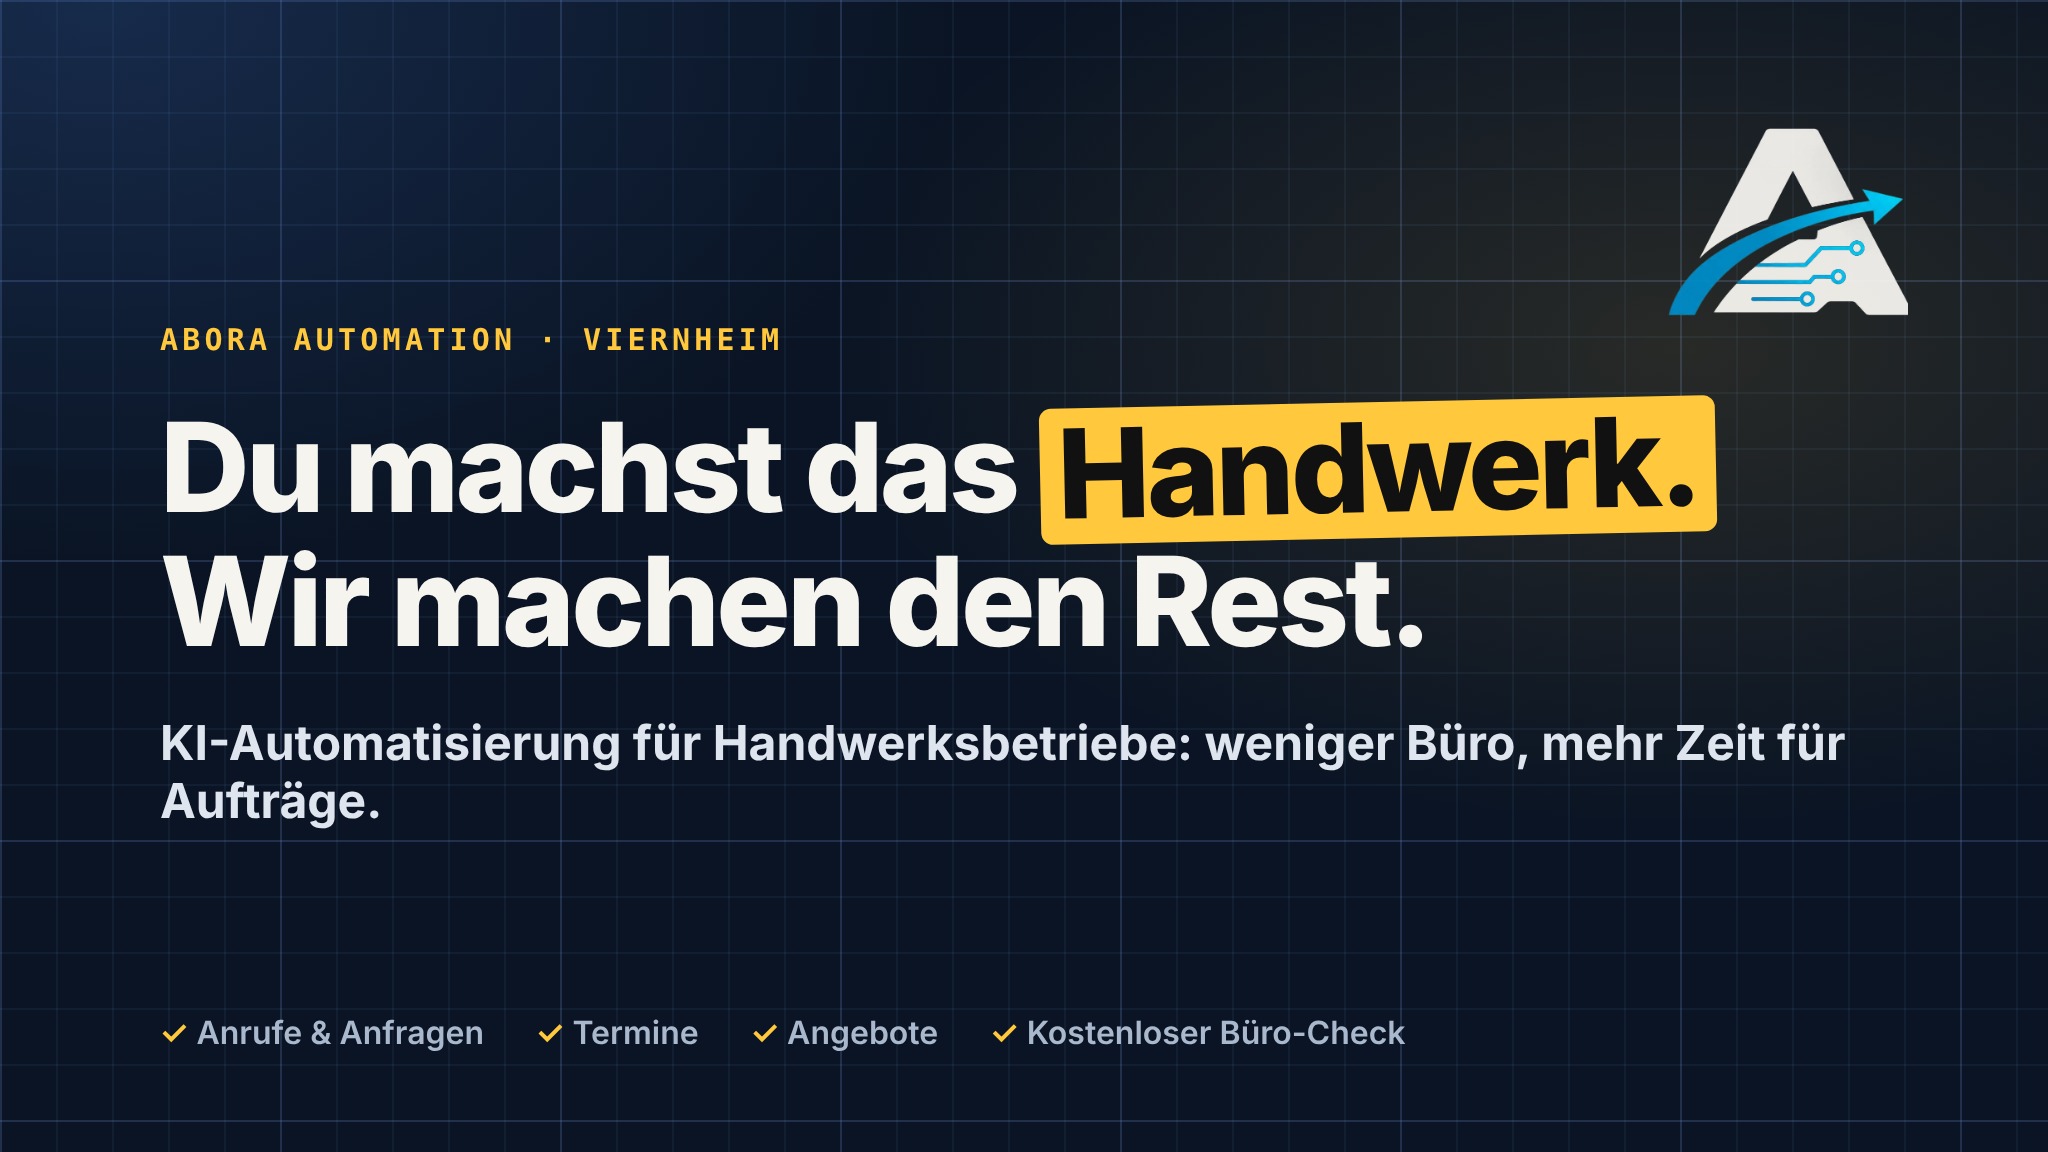 ABORA AUTOMATION · VIERNHEIM
Du machst das Handwerk.
Wir machen den Rest.
KI-Automatisierung für Handwerksbetriebe: weniger Büro, mehr Zeit für
Aufträge.
✓ Anrufe & Anfragen ✓ Termine ✓ Angebote ✓ Kostenloser Büro-Check